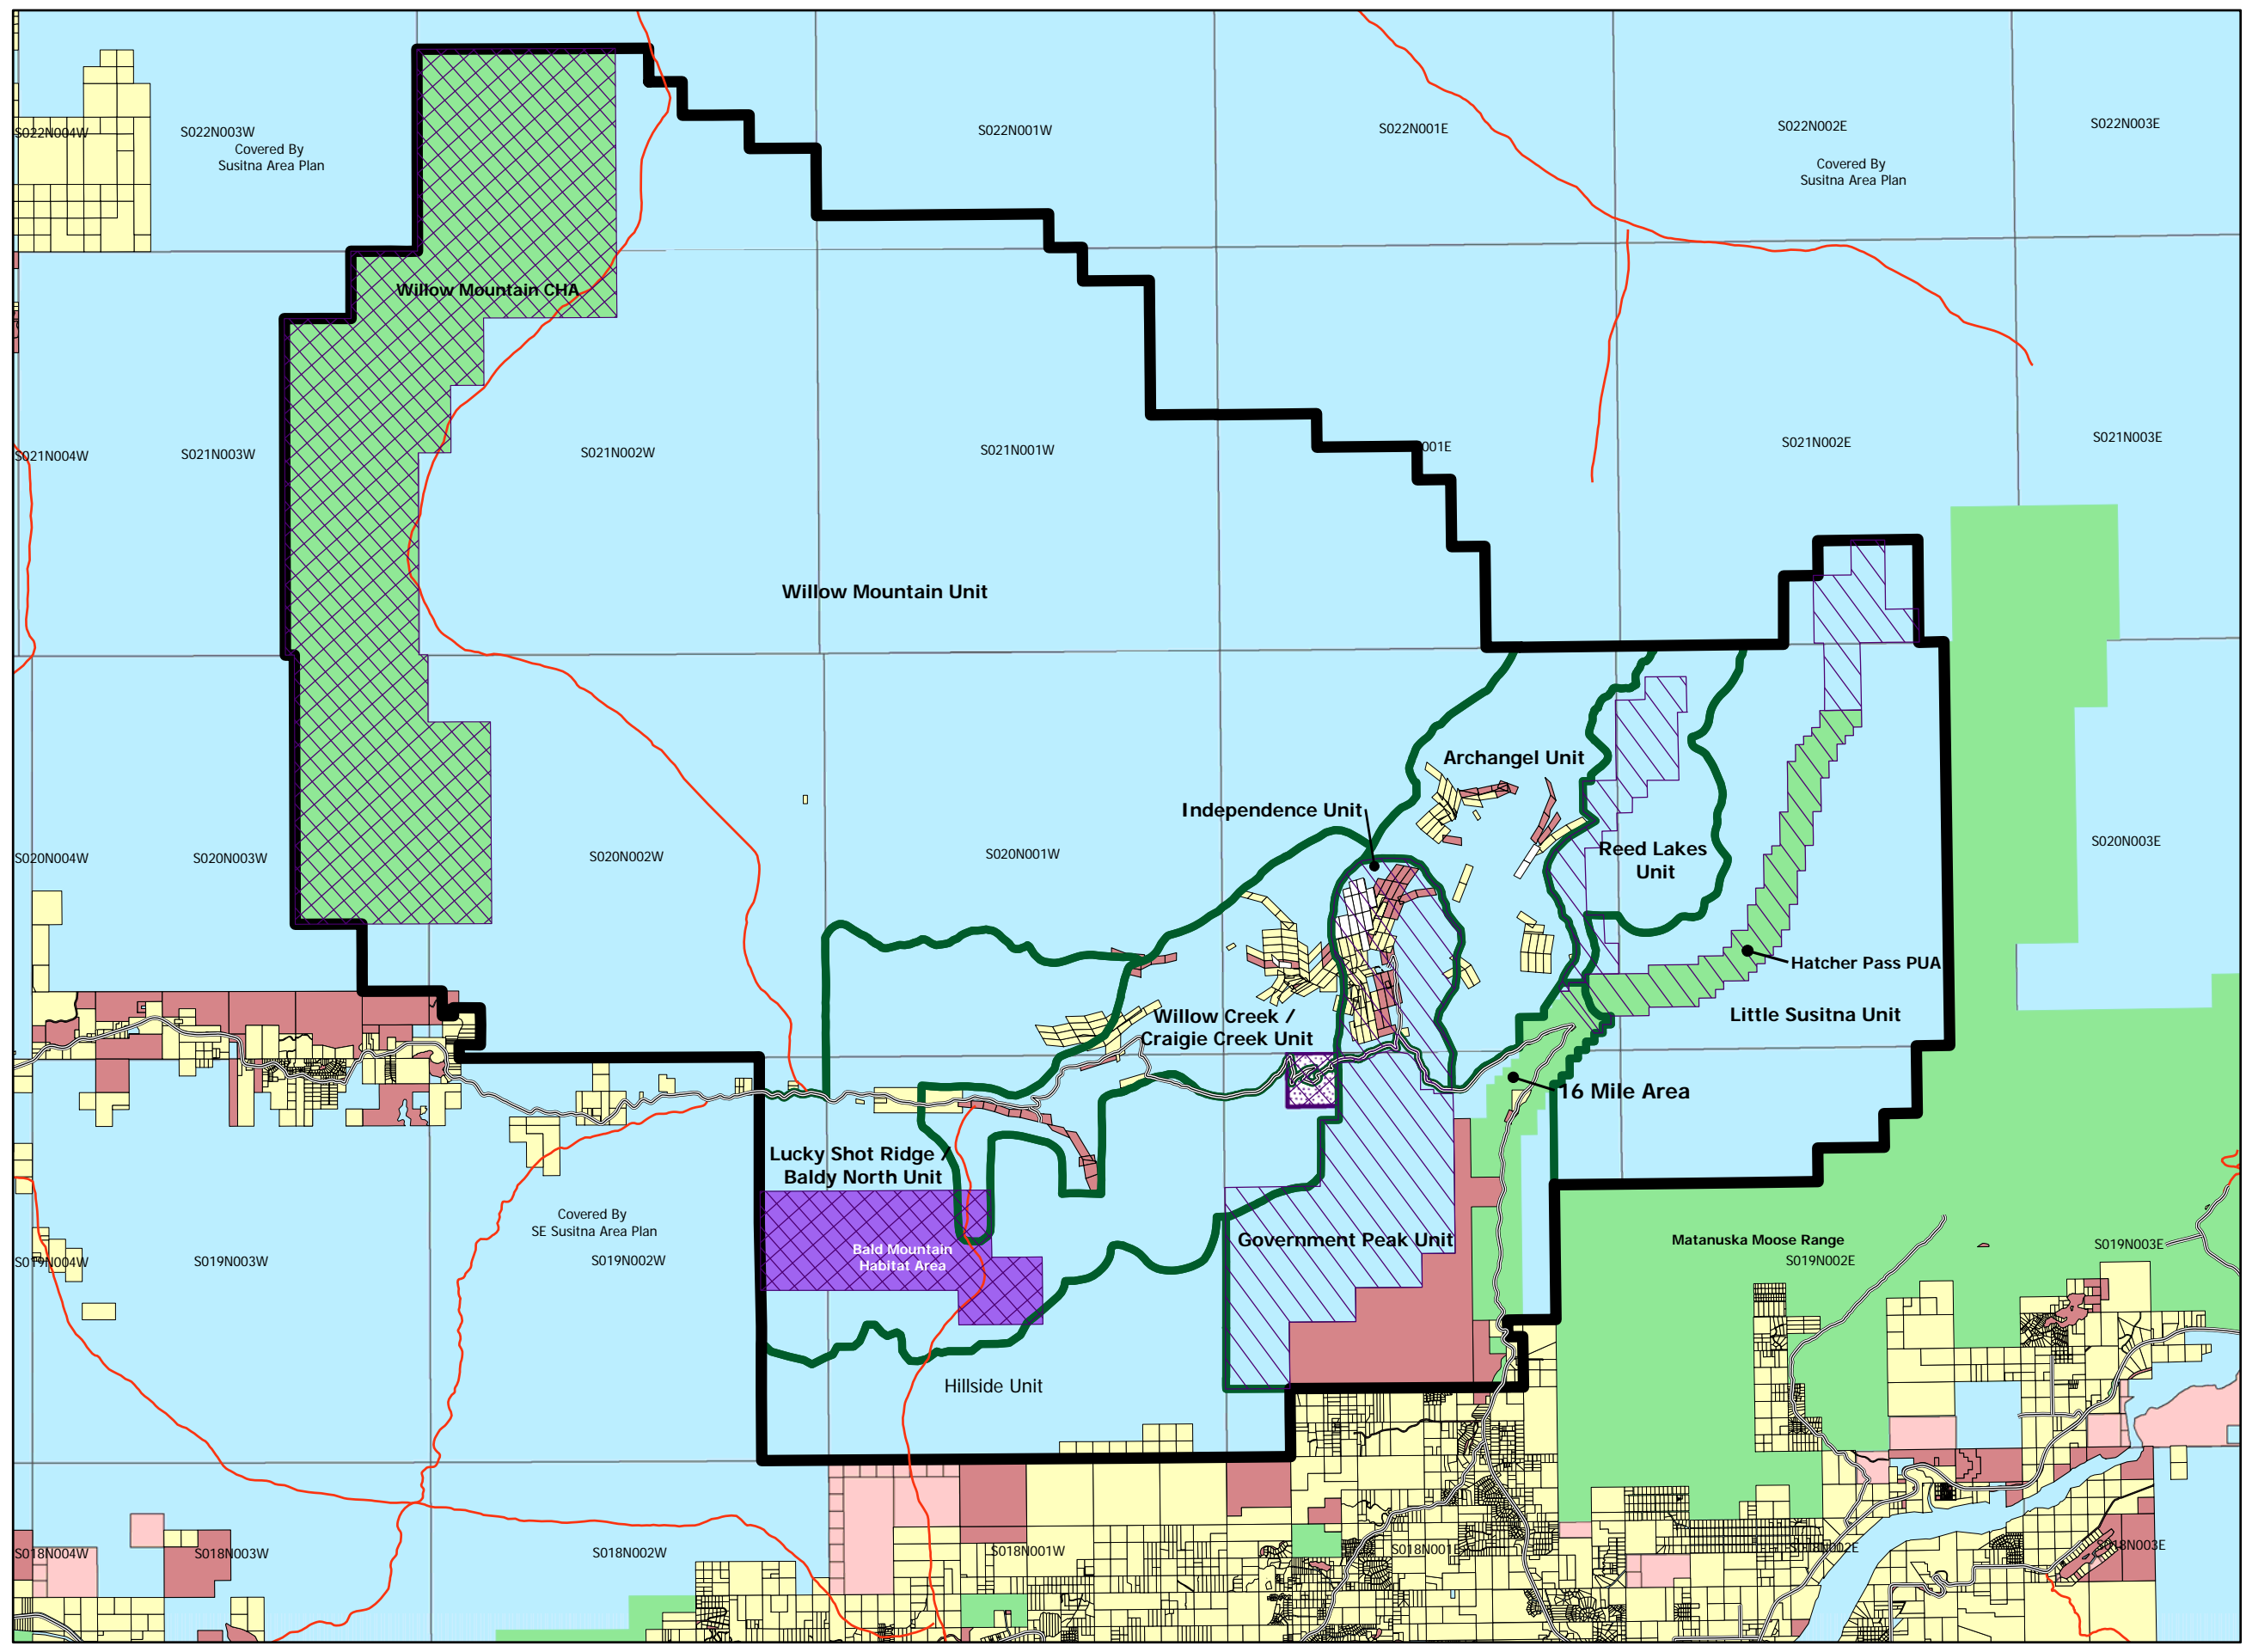 S022N004W
S022N003W
Covered By
Susitna Area Plan
S022N001W
S022N001E
S022N002E
Covered By
Susitna Area Plan
S022N003E
Willow Mountain CHA
S021N004W
S021N003W
S021N002W
S021N001W
001E
S021N002E
S021N003E
Willow Mountain Unit
Archangel Unit
Independence Unit
Reed Lakes
Unit
S020N004W
S020N003W
S020N002W
S020N001W
S020N003E
Hatcher Pass PUA
Little Susitna Unit
Willow Creek /
Craigie Creek Unit
16 Mile Area
Lucky Shot Ridge /
Baldy North Unit
Covered By
SE Susitna Area Plan
Bald Mountain
Habitat Area
Government Peak Unit
Matanuska Moose Range
S019N004W
S019N003W
S019N002W
S019N002E
S019N003E
Hillside Unit
S018N004W
S018N003W
S018N002W
S018N001W
S018N001E
S018N002E
S018N003E